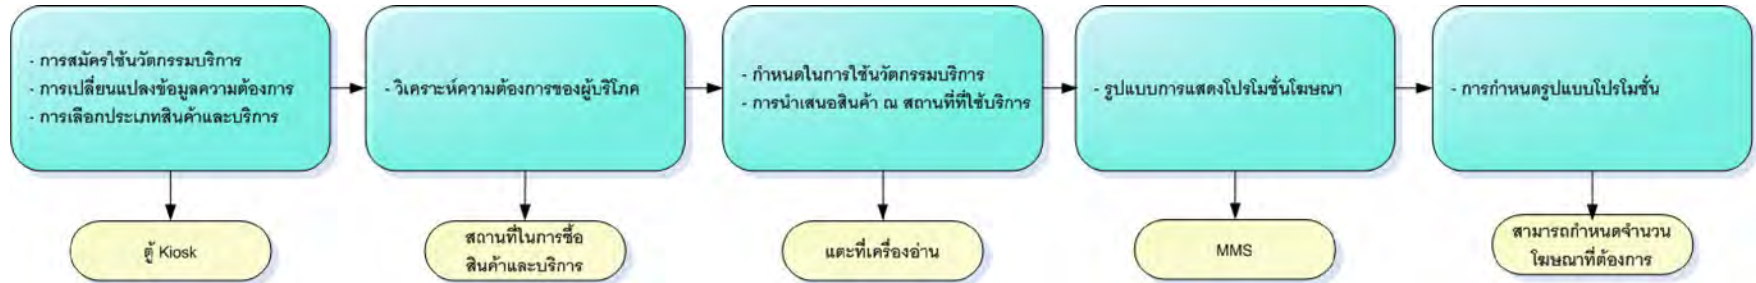 - การสมัครใช้นวัตกรรมบริการ
- การเปลี่ยนแปลงข้อมูลความต้องการ
- การเลือกประเภทสินค้าและบริการ
- วิเคราะห์ความต้องการของผู้บริโภค
- กำหนดในการใช้นวัตกรรมบริการ
- การนำเสนอสินค้า ณ สถานที่ที่ใช้บริการ
- รูปแบบการแสดงโปรโมชั่นโฆษณา
- การกำหนดรูปแบบโปรโมชั่น
ตู้ Kiosk
สถานที่ในการซื้อ
สินค้าและบริการ
แตะที่เครื่องอ่าน
MMS
สามารถกำหนดจำนวน
โฆษณาที่ต้องการ